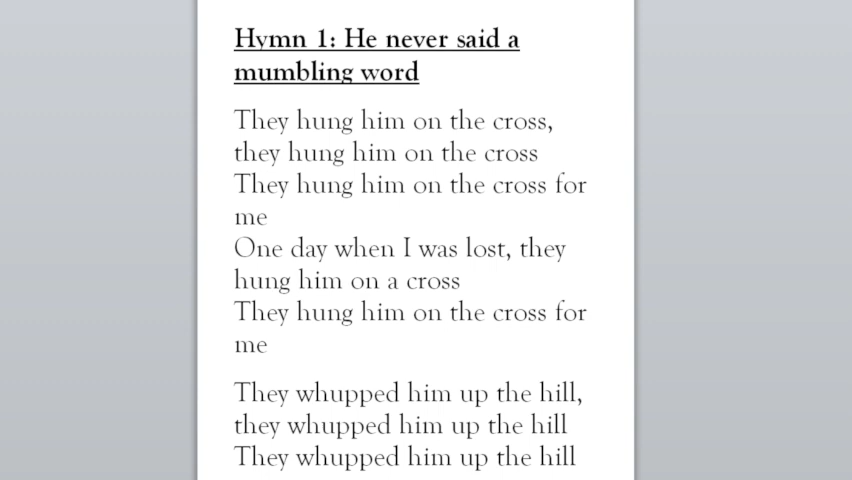 Hymn 1: He never said a
mumbling word
They hung him on the cross,
they hung him on the cross
They hung him on the cross for
me
One day when I was lost, they
hung him on a cross
They hung him on the cross for
me
They whupped him up the hill,
they whupped him up the hill
They whupped him up the hill